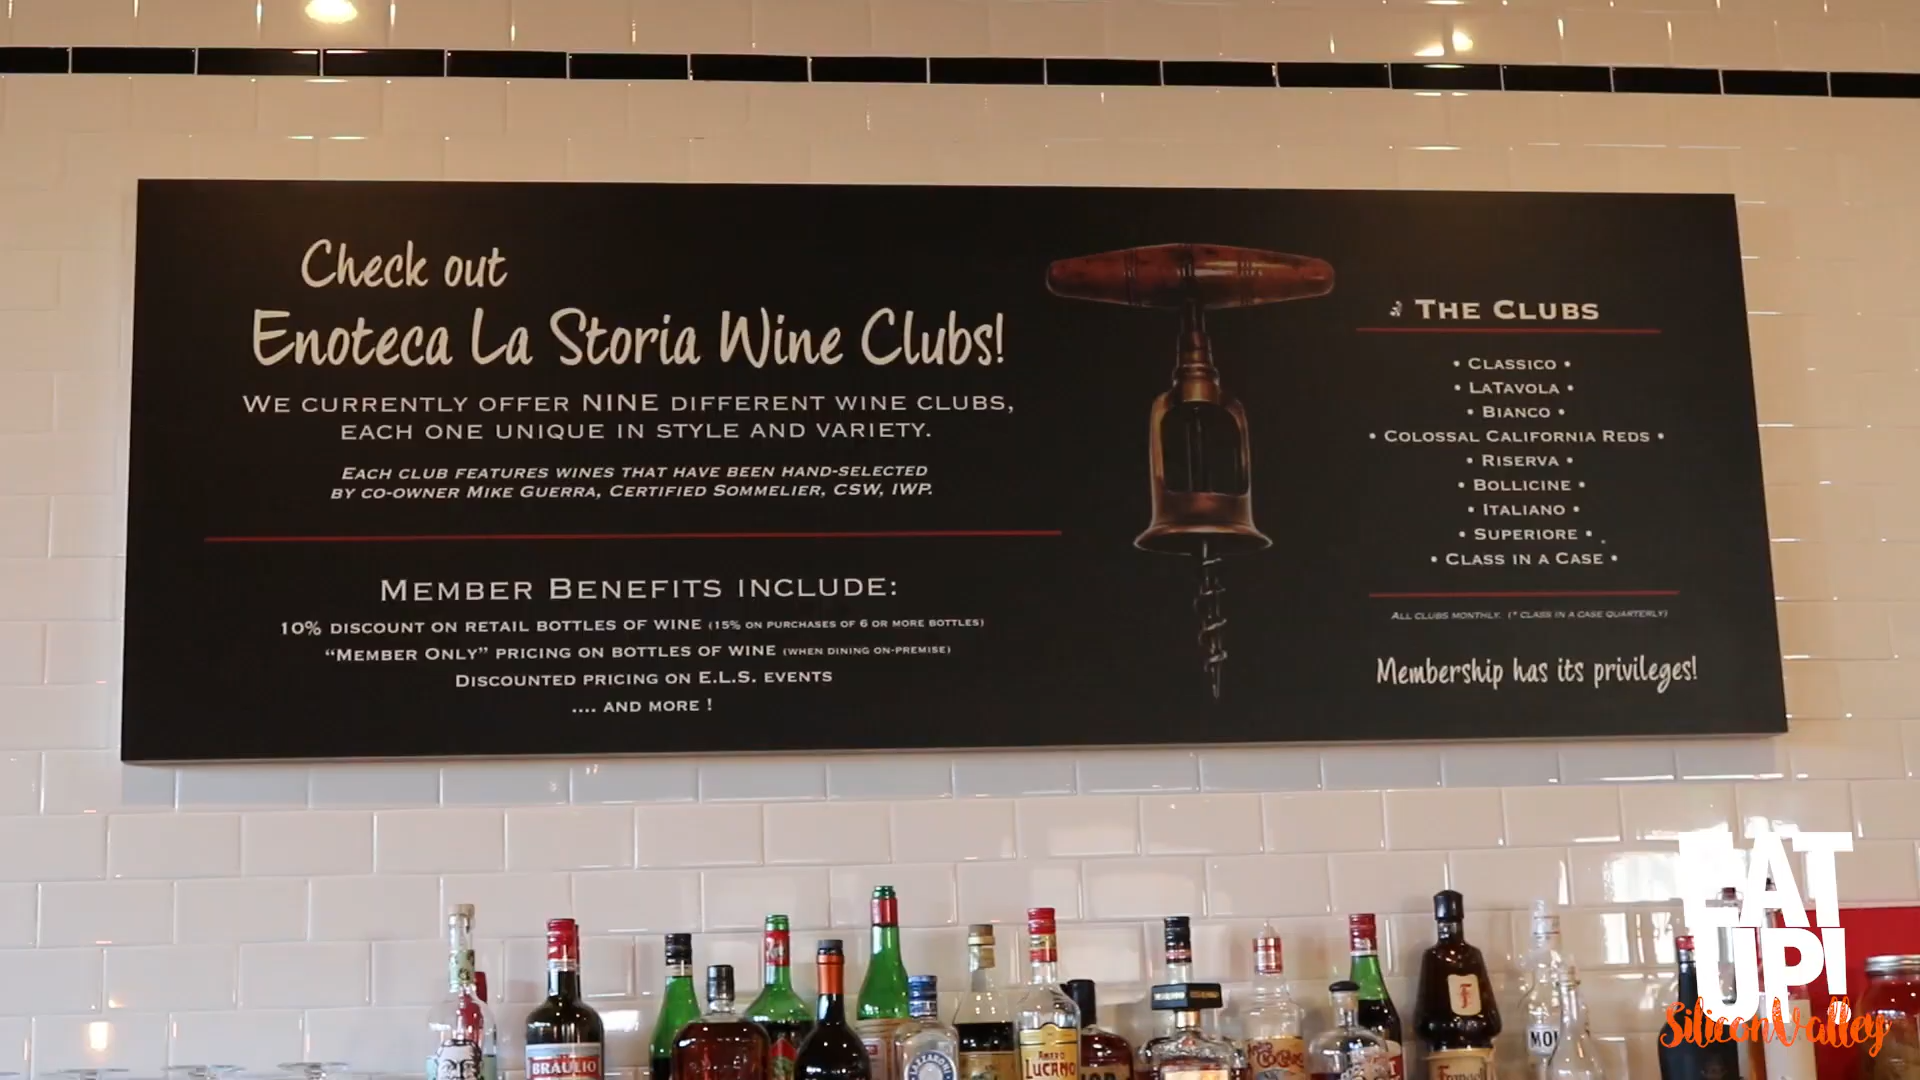 Check out
Enoteca La Storia Wine Clubs!
WE CURRENTLY OFFER NINE DIFFERENT WINE CLUBS,
EACH ONE UNIQUE IN STYLE AND VARIETY.
EACH CLUB FEATURES WINES THAT HAVE BEEN HAND-SELECTED
BY CO-OWNER MIKE GUERRA, CERTIFIED SOMMELIER, CSW, IWP.
MEMBER BENEFITS INCLUDE:
10% DISCOUNT ON RETAIL BOTTLES OF WINE (15% ON PURCHASES OF 6 OR MORE BOTTLES)
“MEMBER ONLY” PRICING ON BOTTLES OF WINE (WHEN DINING ON-PREMISE)
DISCOUNTED PRICING ON E.L.S. EVENTS
.... AND MORE !
THE CLUBS
• CLASSICO •
• LATAVOLA •
• BIANCO •
• COLOSSAL CALIFORNIA REDS •
• RISERVA •
• BOLLICINE •
• ITALIANO •
• SUPERIORE •
• CLASS IN A CASE •
ALL CLUBS MONTHLY. (* CLASS IN A CASE QUARTERLY)
Membership has its privileges!
BRAULIO
LAZZARONI
AMARO
LUCANO
EAT
UP!
Silicon Valley